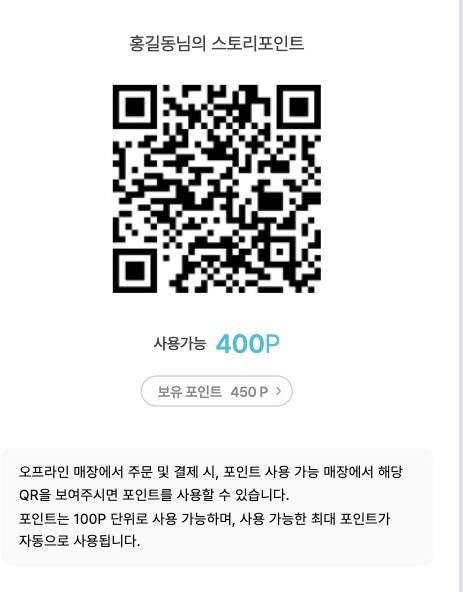 홍길동님의 스토리포인트
사용가능 400P
보유 포인트 450 P >
오프라인 매장에서 주문 및 결제 시, 포인트 사용 가능 매장에서 해당
QR을 보여주시면 포인트를 사용할 수 있습니다.
포인트는 100P 단위로 사용 가능하며, 사용 가능한 최대 포인트가
자동으로 사용됩니다.